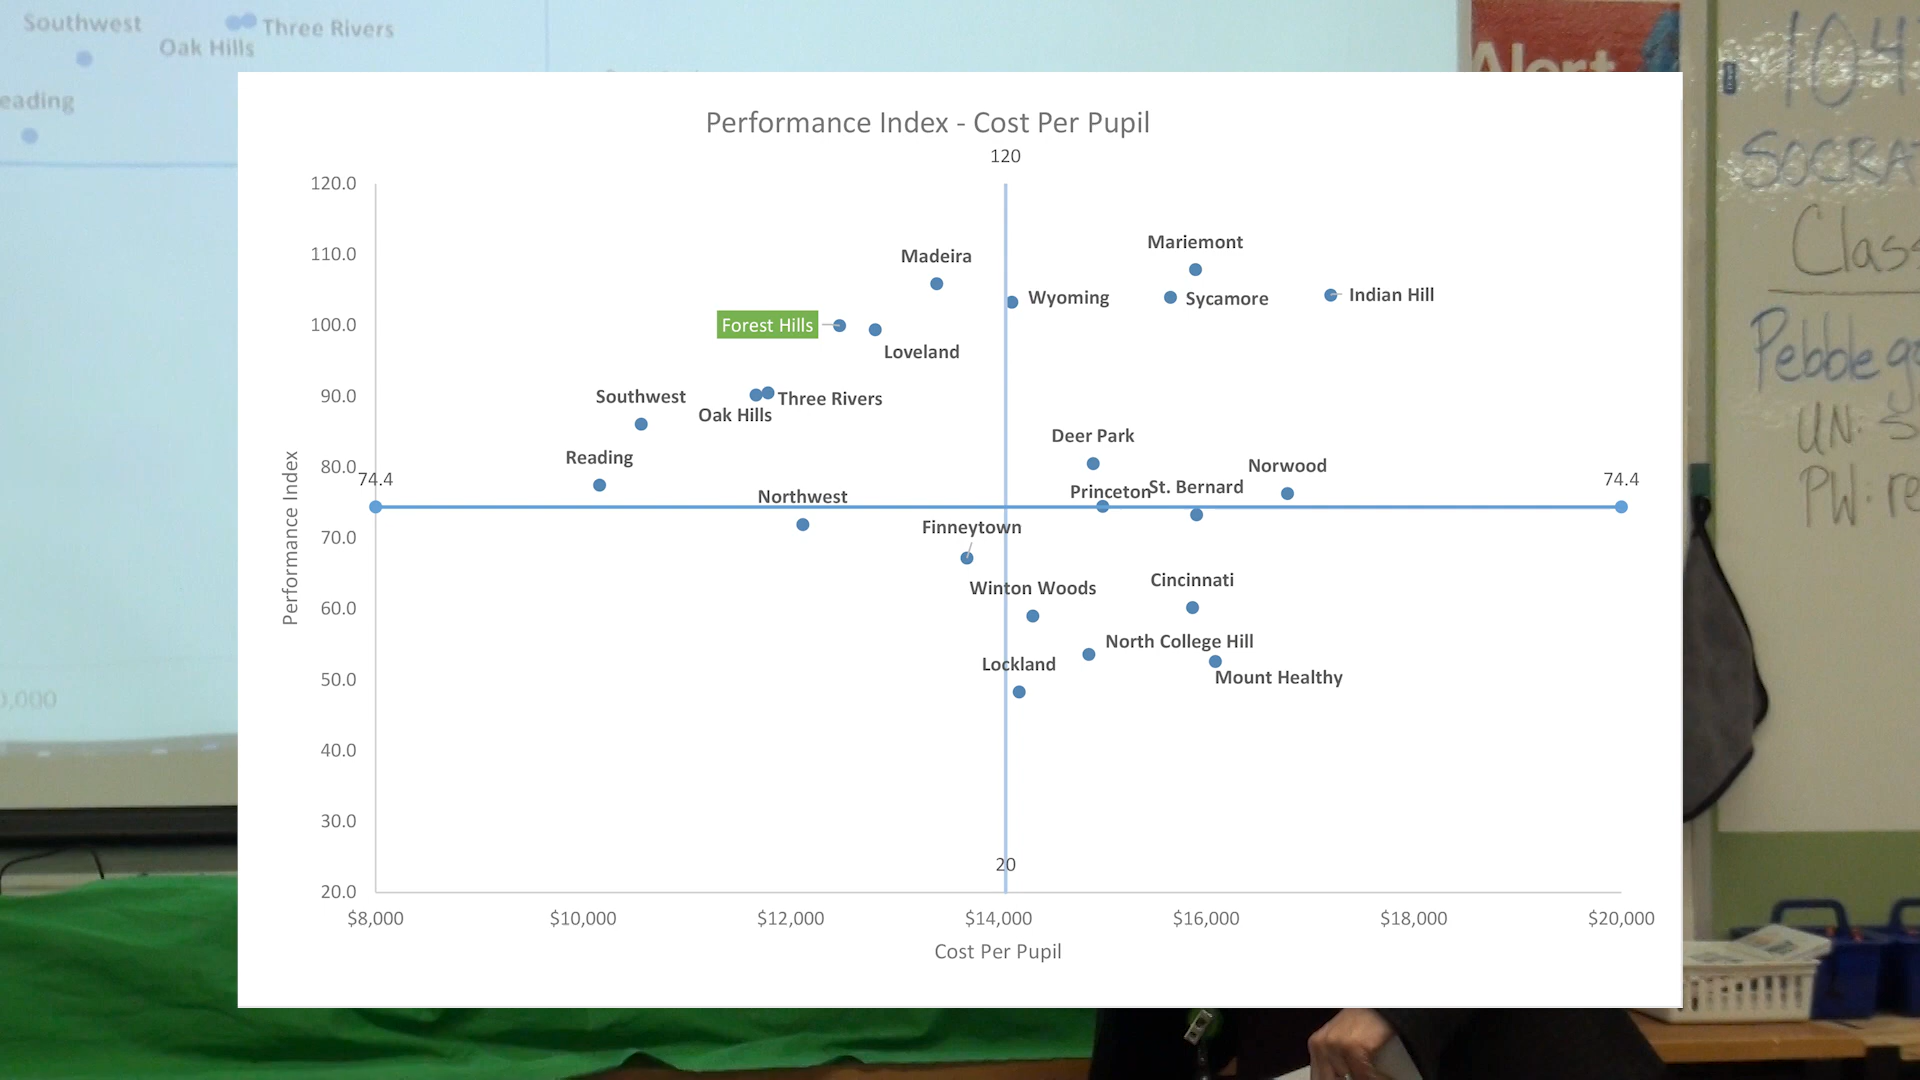 Southwest
Three Rivers
Oak Hills
eading
0,000
Alert
104
SOCRA
Class
Pebble go
UN: S
PW: re
Performance Index - Cost Per Pupil
120
120.0
110.0
100.0
90.0
80.0
70.0
60.0
50.0
40.0
30.0
20.0
Performance Index
Mariemont
Madeira
Indian Hill
Wyoming
Sycamore
Forest Hills
Loveland
Southwest
Three Rivers
Oak Hills
Deer Park
Reading
Norwood
74.4
74.4
St. Bernard
Princeton
Northwest
Finneytown
Cincinnati
Winton Woods
North College Hill
Lockland
Mount Healthy
20
$8,000
$10,000
$12,000
$14,000
$16,000
$18,000
$20,000
Cost Per Pupil